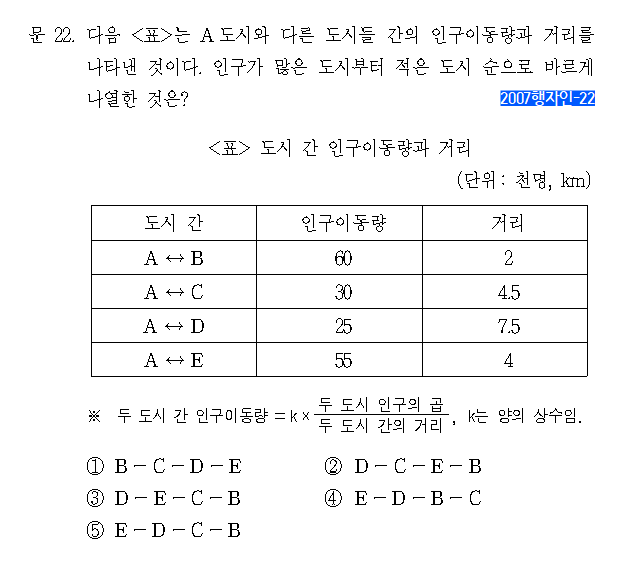 문 22. 다음 <표>는 A도시와 다른 도시들 간의 인구이동량과 거리를
나타낸 것이다. 인구가 많은 도시부터 적은 도시 순으로 바르게
나열한 것은?
2007행자인-22
<표> 도시 간 인구이동량과 거리
(단위 : 천명, km)
도시 간 인구이동량 거리
A ↔ B 60 2
A ↔ C 30 4.5
A ↔ D 25 7.5
A ↔ E 55 4
※ 두 도시 간 인구이동량 = k × 두 도시 인구의 곱 / 두 도시 간의 거리 , k는 양의 상수임.
① B - C - D - E ② D - C - E - B
③ D - E - C - B ④ E - D - B - C
⑤ E - D - C - B